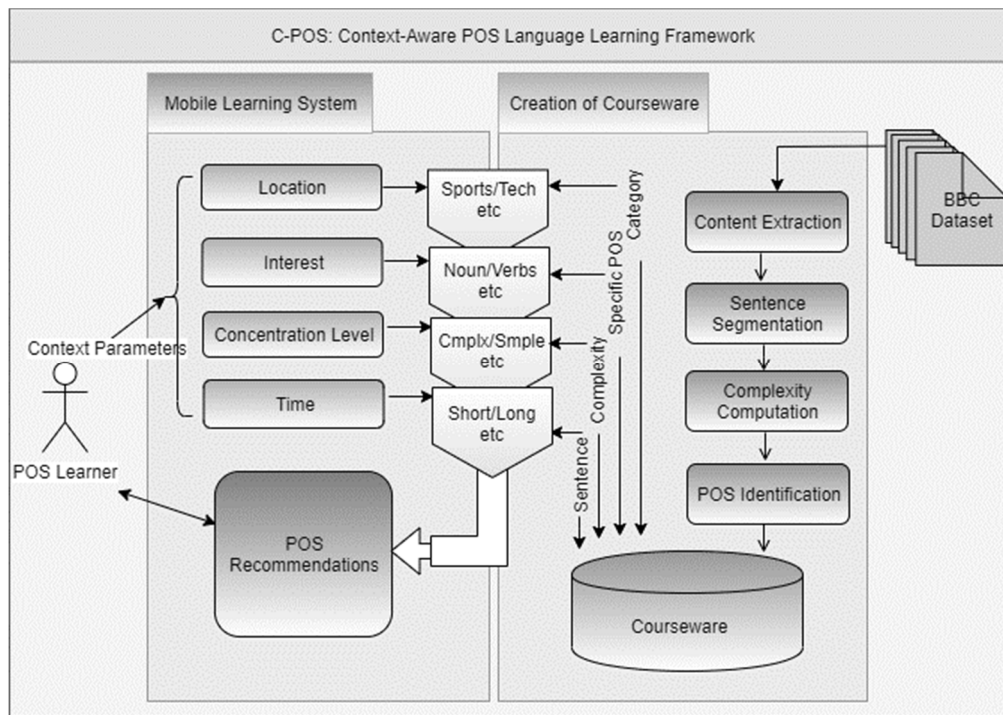 C-POS: Context-Aware POS Language Learning Framework
Mobile Learning System
Creation of Courseware
Location
Interest
Concentration Level
Time
Context Parameters
POS Learner
POS
Recommendations
Sports/Tech
etc
Noun/Verbs
etc
Cmplx/Smple
etc
Short/Long
etc
Sentence
Complexity
Specific POS
Category
BBC
Dataset
Content Extraction
Sentence
Segmentation
Complexity
Computation
POS Identification
Courseware